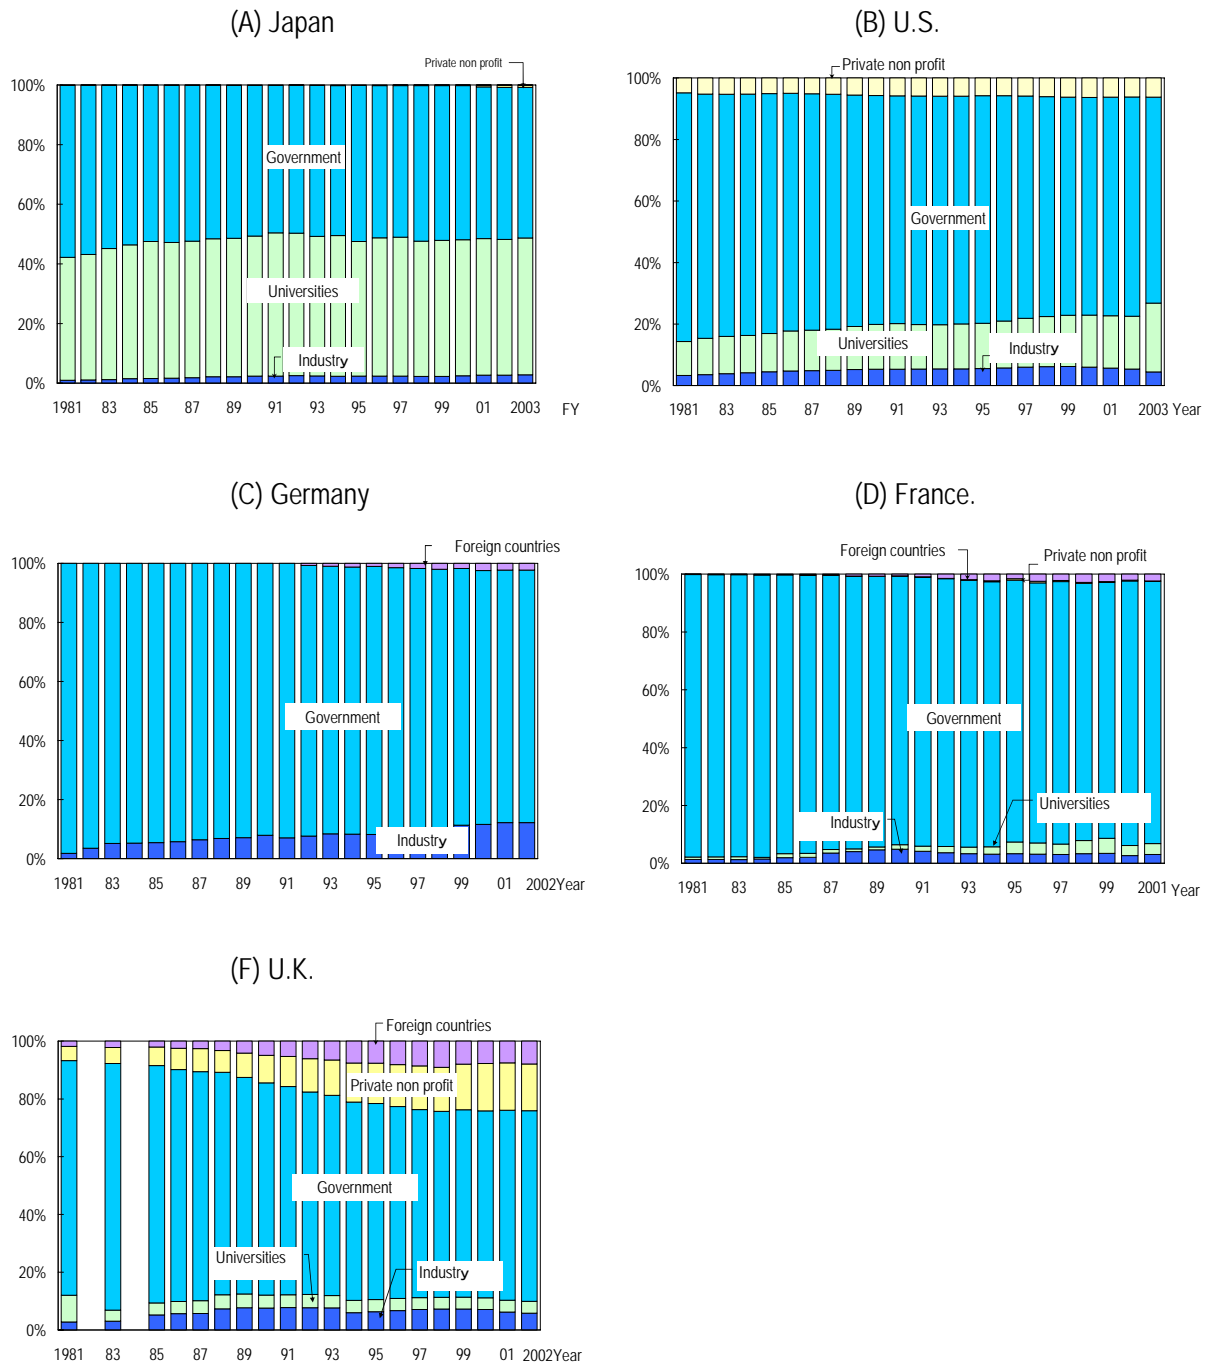 (A) Japan
Private non profit
100%
80%
60%
40%
20%
0%
Government
Universities
Industry
1981 83 85 87 89 91 93 95 97 99 01 2003 FY
(B) U.S.
Private non profit
100%
80%
60%
40%
20%
0%
Government
Universities
Industry
1981 83 85 87 89 91 93 95 97 99 01 2003 Year
(C) Germany
Foreign countries
100%
80%
60%
40%
20%
0%
Government
Industry
1981 83 85 87 89 91 93 95 97 99 01 2002Year
(D) France.
Foreign countries
Private non profit
100%
80%
60%
40%
20%
0%
Government
Universities
Industry
1981 83 85 87 89 91 93 95 97 99 2001 Year
(F) U.K.
Foreign countries
100%
80%
60%
40%
20%
0%
Private non profit
Government
Universities
Industry
1981 83 85 87 89 91 93 95 97 99 01 2002Year